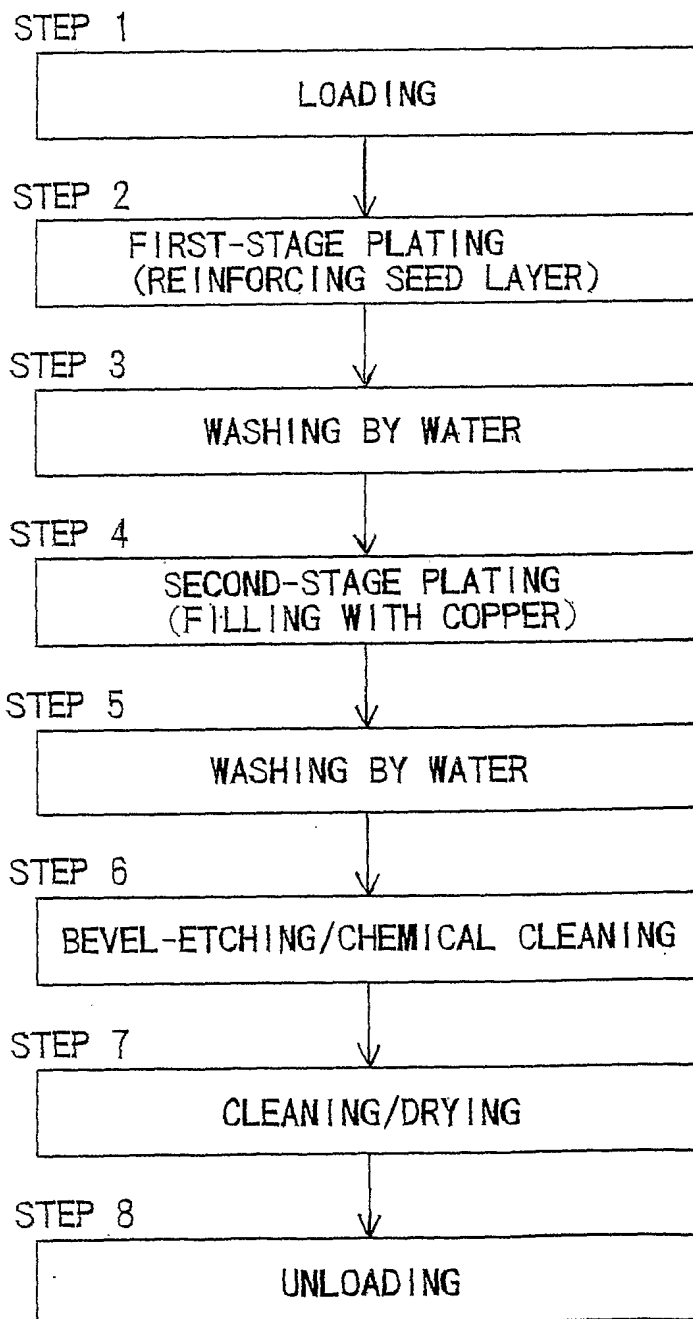 STEP 1
LOADING
STEP 2
FIRST-STAGE PLATING
(REINFORCING SEED LAYER)
STEP 3
WASHING BY WATER
STEP 4
SECOND-STAGE PLATING
(FILLING WITH COPPER)
STEP 5
WASHING BY WATER
STEP 6
BEVEL-ETCHING/CHEMICAL CLEANING
STEP 7
CLEANING/DRYING
STEP 8
UNLOADING